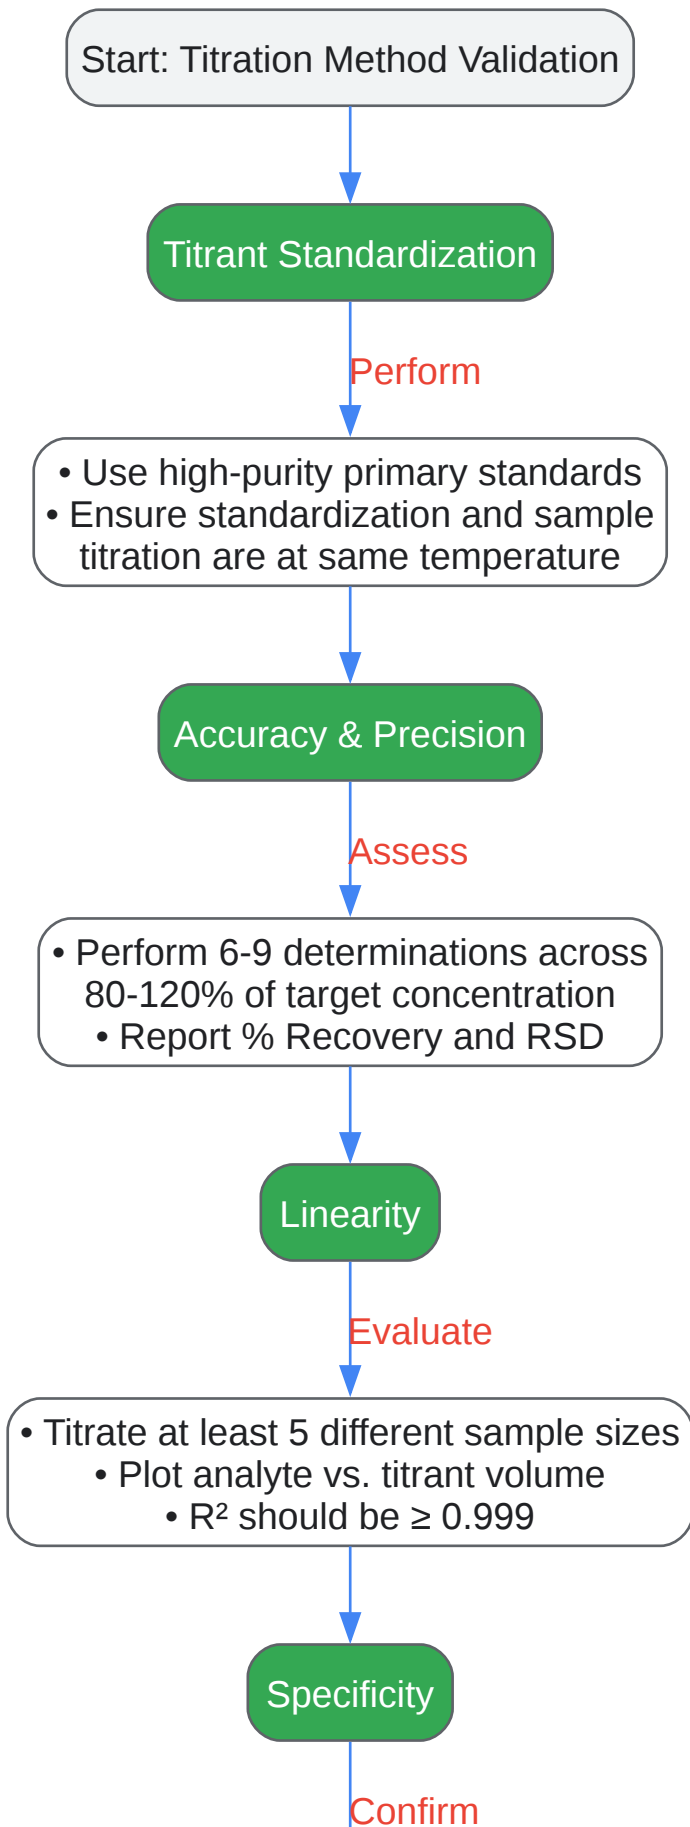 Start: Titration Method Validation
Titrant Standardization
Perform
• Use high-purity primary standards
• Ensure standardization and sample
titration are at same temperature
Accuracy & Precision
Assess
• Perform 6-9 determinations across
80-120% of target concentration
• Report % Recovery and RSD
Linearity
Evaluate
• Titrate at least 5 different sample sizes
• Plot analyte vs. titrant volume
• R² should be ≥ 0.999
Specificity
Confirm